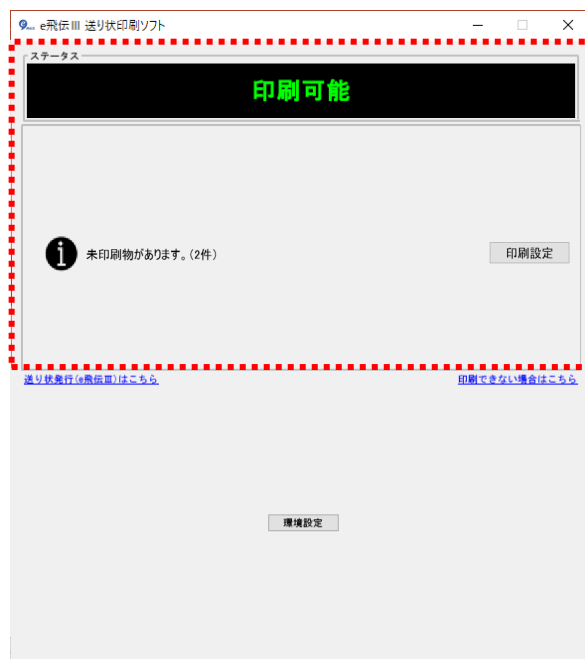 e飛伝Ⅲ 送り状印刷ソフト
ステータス
印刷可能
未印刷物があります。(2件)
印刷設定
送り状発行(e飛伝Ⅲ)はこちら
印刷できない場合はこちら
環境設定